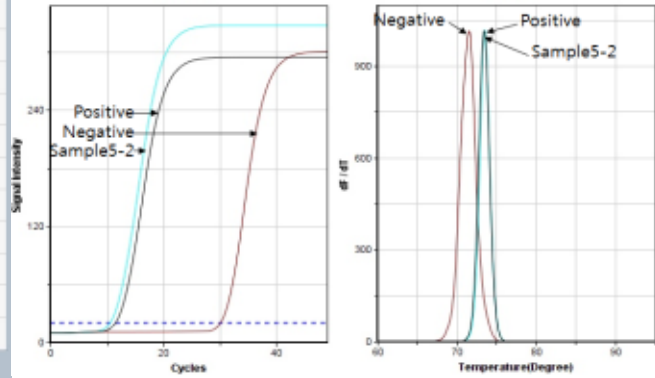 Positive
Negative
Sample5-2
240
120
0
Signal Intensity
0
20
40
Cycles
Negative
Positive
Sample5-2
900
600
300
0
dF / dT
60
70
80
90
Temperature(Degree)